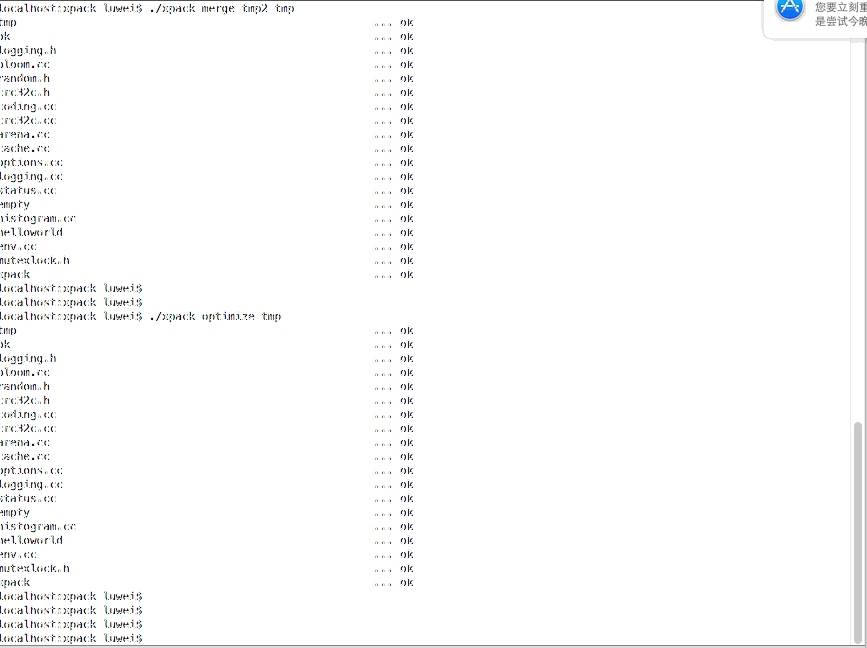 localhost:xpack luwei$ ./xpack merge tmp2 tmp
tmp ... ok
ok ... ok
logging.h ... ok
bloom.cc ... ok
random.h ... ok
crc32c.h ... ok
coding.cc ... ok
crc32c.cc ... ok
arena.cc ... ok
cache.cc ... ok
options.cc ... ok
logging.cc ... ok
status.cc ... ok
empty ... ok
histogram.cc ... ok
helloworld ... ok
env.cc ... ok
mutexlock.h ... ok
xpack ... ok
localhost:xpack luwei$
localhost:xpack luwei$
localhost:xpack luwei$ ./xpack optimize tmp
tmp ... ok
ok ... ok
logging.h ... ok
bloom.cc ... ok
random.h ... ok
crc32c.h ... ok
coding.cc ... ok
crc32c.cc ... ok
arena.cc ... ok
cache.cc ... ok
options.cc ... ok
logging.cc ... ok
status.cc ... ok
empty ... ok
histogram.cc ... ok
helloworld ... ok
env.cc ... ok
mutexlock.h ... ok
xpack ... ok
localhost:xpack luwei$
localhost:xpack luwei$
localhost:xpack luwei$
localhost:xpack luwei$
您要立刻重
是尝试今晚